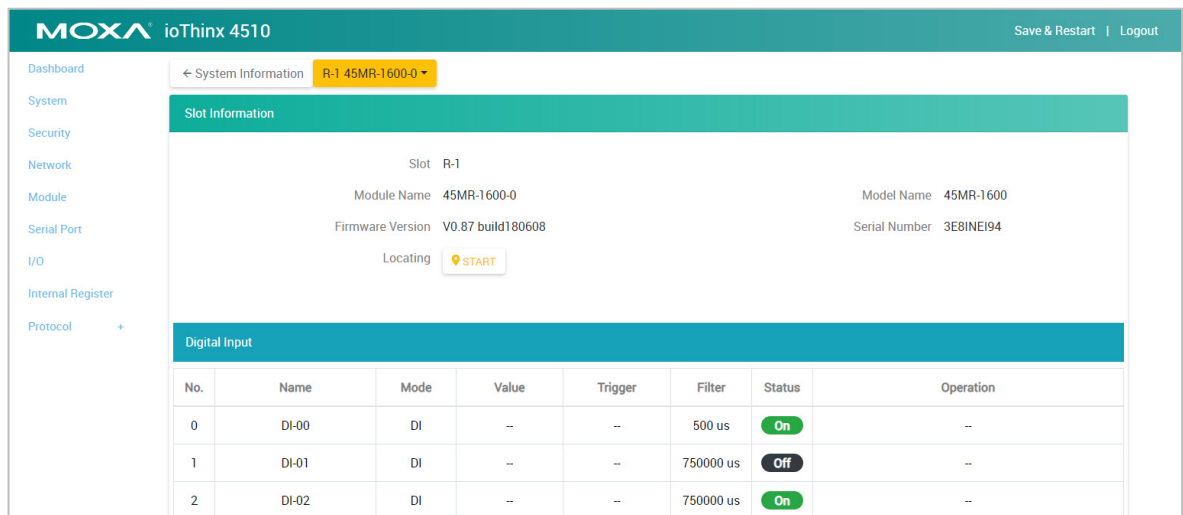 MOXA® ioThinx 4510
Save & Restart | Logout
Dashboard
System
Security
Network
Module
Serial Port
I/O
Internal Register
Protocol +
← System Information R-1 45MR-1600-0
Slot Information
Slot R-1
Module Name 45MR-1600-0 Model Name 45MR-1600
Firmware Version V0.87 build180608 Serial Number 3E8INEI94
Locating START
Digital Input
No. Name Mode Value Trigger Filter Status Operation
0 DI-00 DI -- -- 500 us On --
1 DI-01 DI -- -- 750000 us Off --
2 DI-02 DI -- -- 750000 us On --